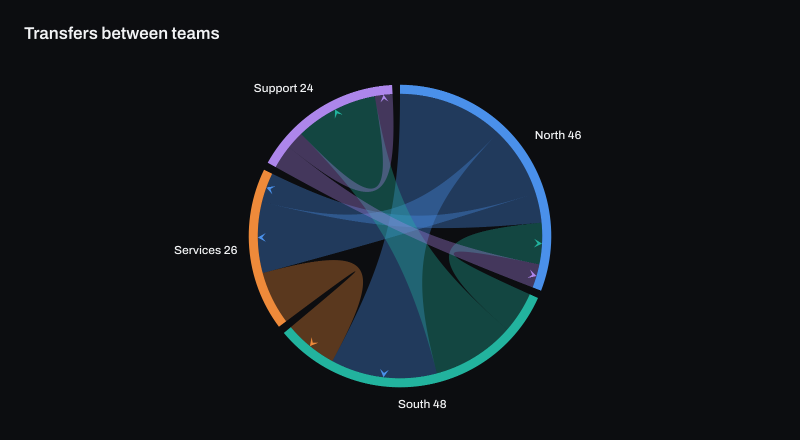 Transfers between teams
Support 24
North 46
Services 26
South 48